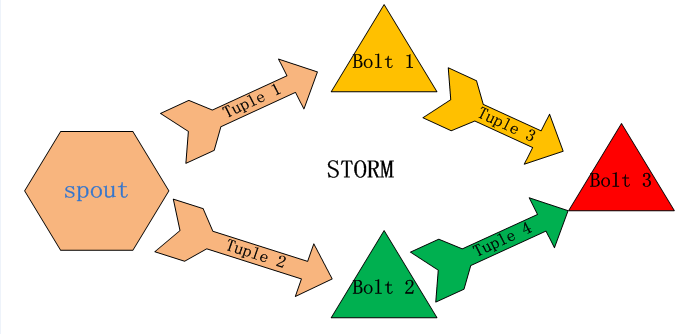 Bolt 1
Tuple 1
Tuple 3
STORM
spout
Bolt 3
Tuple 2
Tuple 4
Bolt 2